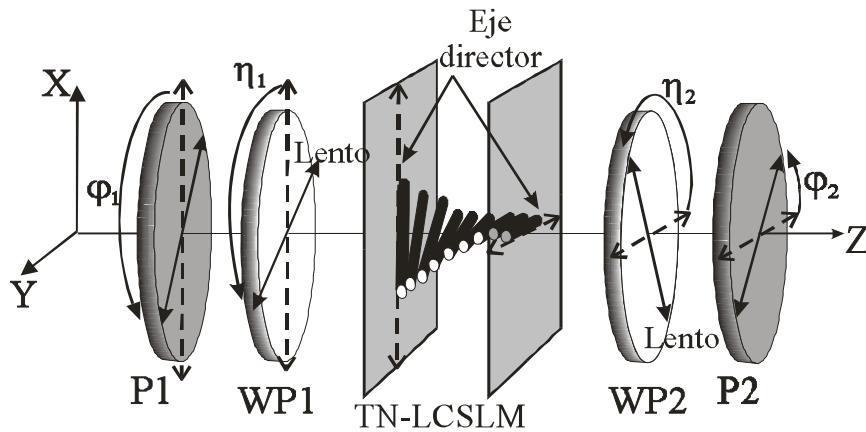 Eje
director
X
η₁
η₂
Lento
φ₁
φ₂
Y
Z
Lento
P1
WP1
TN-LCSLM
WP2
P2